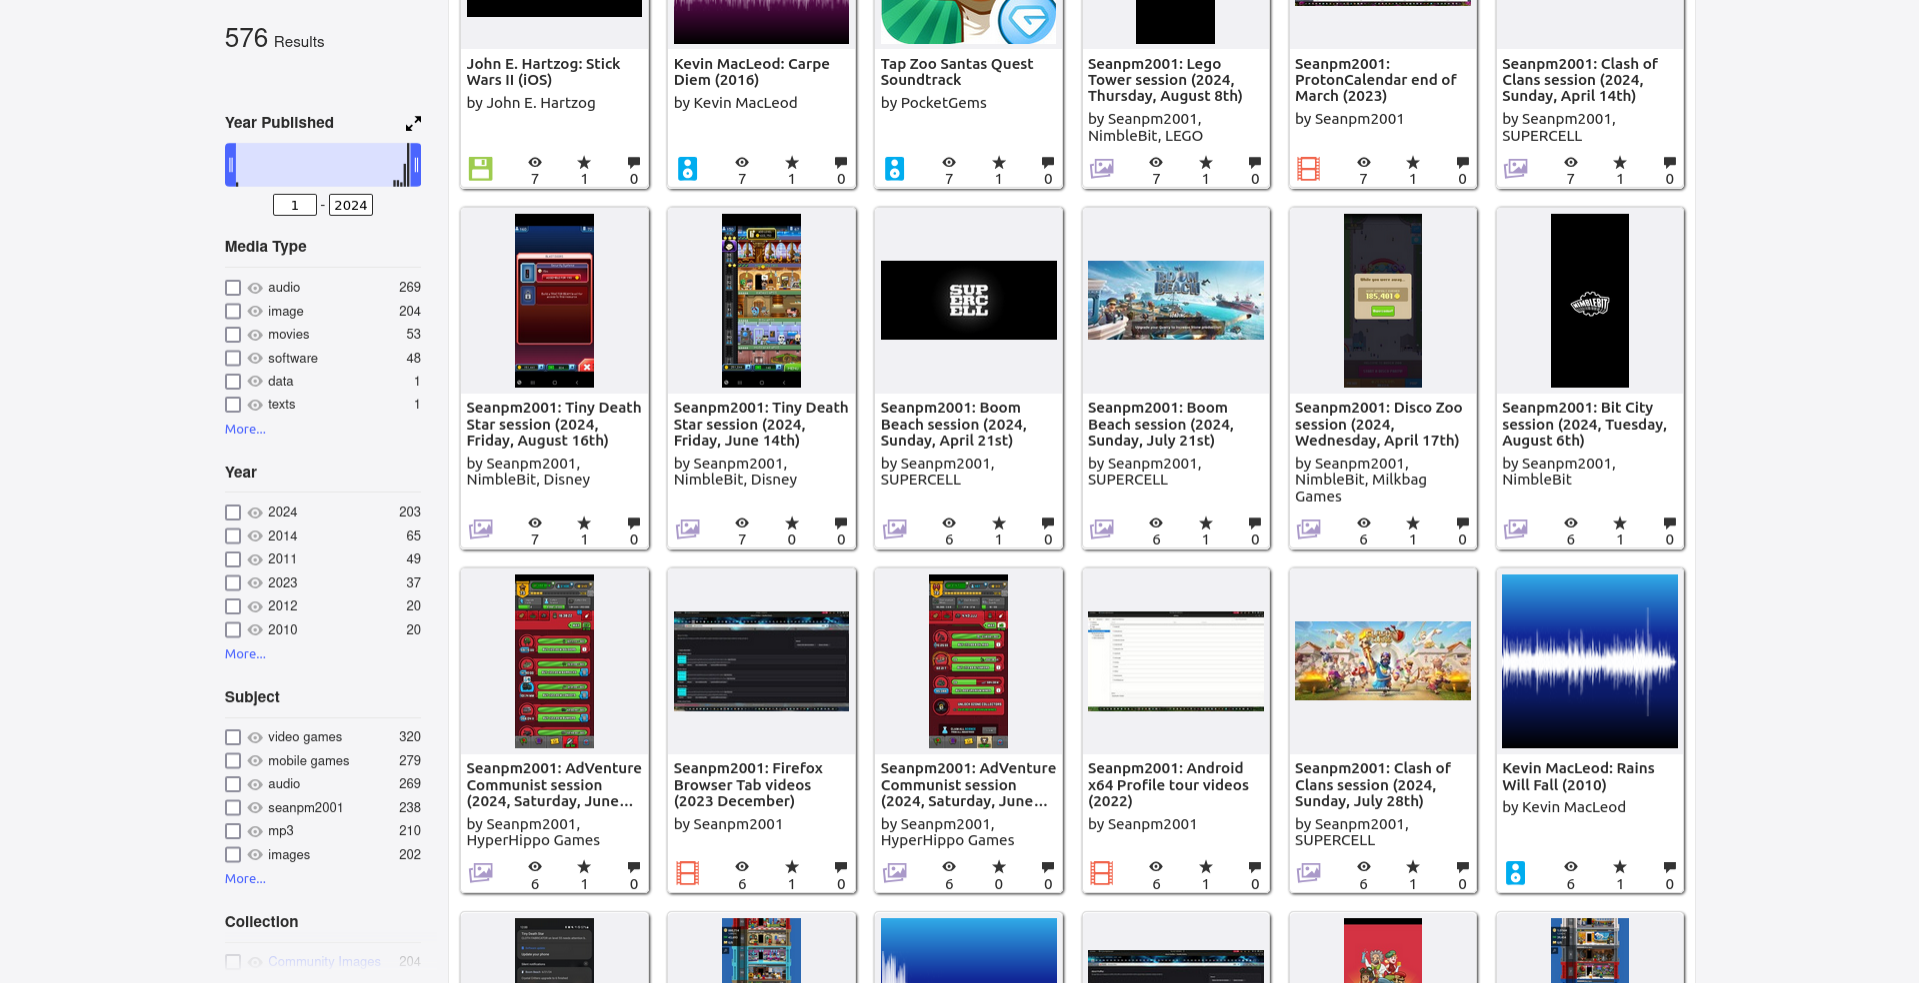 576 Results
Year Published
1 - 2024
Media Type
audio 269
image 204
movies 53
software 48
data 1
texts 1
More...
Year
2024 203
2014 65
2011 49
2023 37
2012 20
2010 20
More...
Subject
video games 320
mobile games 279
audio 269
seanpm2001 238
mp3 210
images 202
More...
Collection
Community Images 204
John E. Hartzog: Stick
Wars II (iOS)
by John E. Hartzog
7 1 0
Kevin MacLeod: Carpe
Diem (2016)
by Kevin MacLeod
7 1 0
Tap Zoo Santas Quest
Soundtrack
by PocketGems
7 1 0
Seanpm2001: Lego
Tower session (2024,
Thursday, August 8th)
by Seanpm2001,
NimbleBit, LEGO
7 1 0
Seanpm2001:
ProtonCalendar end of
March (2023)
by Seanpm2001
7 1 0
Seanpm2001: Clash of
Clans session (2024,
Sunday, April 14th)
by Seanpm2001,
SUPERCELL
7 1 0
Seanpm2001: Tiny Death
Star session (2024,
Friday, August 16th)
by Seanpm2001,
NimbleBit, Disney
7 1 0
Seanpm2001: Tiny Death
Star session (2024,
Friday, June 14th)
by Seanpm2001,
NimbleBit, Disney
7 0 0
SUP
ERC
ELL
Seanpm2001: Boom
Beach session (2024,
Sunday, April 21st)
by Seanpm2001,
SUPERCELL
6 1 0
BOOM
BEACH
Seanpm2001: Boom
Beach session (2024,
Sunday, July 21st)
by Seanpm2001,
SUPERCELL
6 1 0
While you were away...
185,401
Seanpm2001: Disco Zoo
session (2024,
Wednesday, April 17th)
by Seanpm2001,
NimbleBit, Milkbag
Games
6 1 0
NIMBLEBIT
Seanpm2001: Bit City
session (2024, Tuesday,
August 6th)
by Seanpm2001,
NimbleBit
6 1 0
Seanpm2001: AdVenture
Communist session
(2024, Saturday, June...
by Seanpm2001,
HyperHippo Games
6 1 0
Seanpm2001: Firefox
Browser Tab videos
(2023 December)
by Seanpm2001
6 1 0
Seanpm2001: AdVenture
Communist session
(2024, Saturday, June...
by Seanpm2001,
HyperHippo Games
6 0 0
Seanpm2001: Android
x64 Profile tour videos
(2022)
by Seanpm2001
6 1 0
Seanpm2001: Clash of
Clans session (2024,
Sunday, July 28th)
by Seanpm2001,
SUPERCELL
6 1 0
Kevin MacLeod: Rains
Will Fall (2010)
by Kevin MacLeod
6 1 0